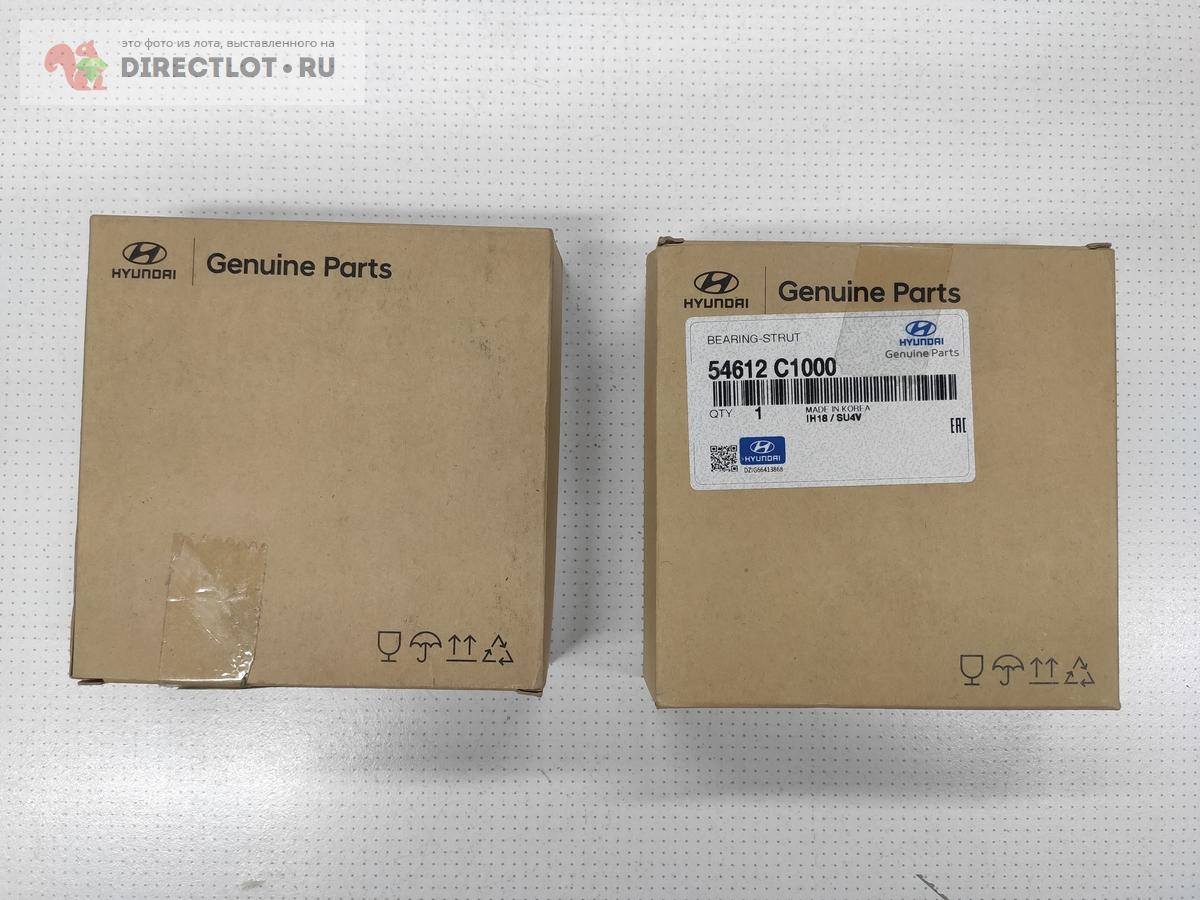 это фото из лота, выставленного на
DIRECTLOT•RU
HYUNDAI
Genuine Parts
HYUNDAI
Genuine Parts
BEARING-STRUT
HYUNDAI
Genuine Parts
54612 C1000
QTY 1
MADE IN KOREA
IH18 / SU4V
EAC
HYUNDAI